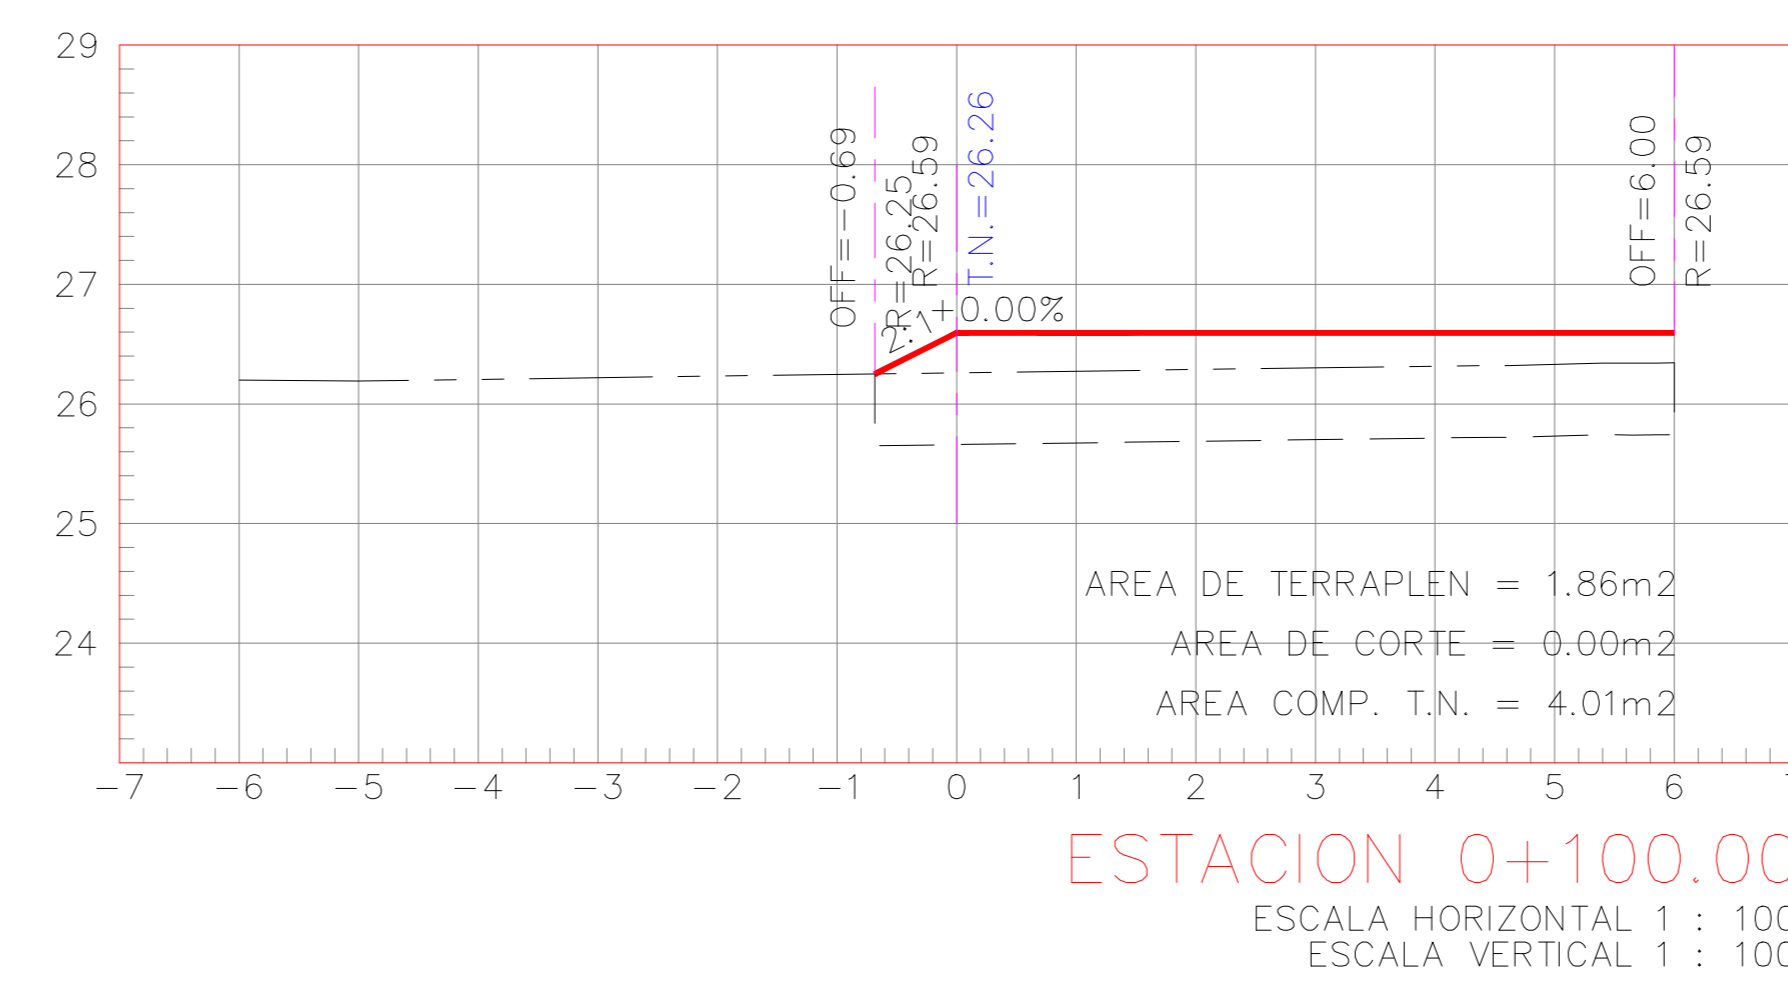 29
28
27
26
25
24
OFF=-0.69
R=26.25
R=26.59
T.N.=26.26
2:1
+0.00%
OFF=6.00
R=26.59
AREA DE TERRAPLEN = 1.86m2
AREA DE CORTE = 0.00m2
AREA COMP. T.N. = 4.01m2
-7 -6 -5 -4 -3 -2 -1 0 1 2 3 4 5 6
ESTACION 0+100.00
ESCALA HORIZONTAL 1 : 100
ESCALA VERTICAL 1 : 100